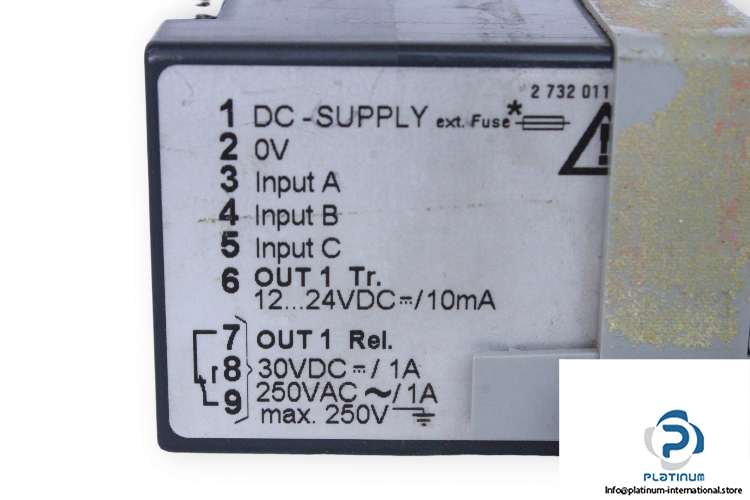 2 732 011
1 DC -SUPPLY ext. Fuse*
2 0V
3 Input A
4 Input B
5 Input C
6 OUT 1 Tr.
12...24VDC⎓/10mA
7 OUT 1 Rel.
8 30VDC⎓/ 1A
9 250VAC ~/1A
max. 250V
PLATINUM
Info@platinum-international.store